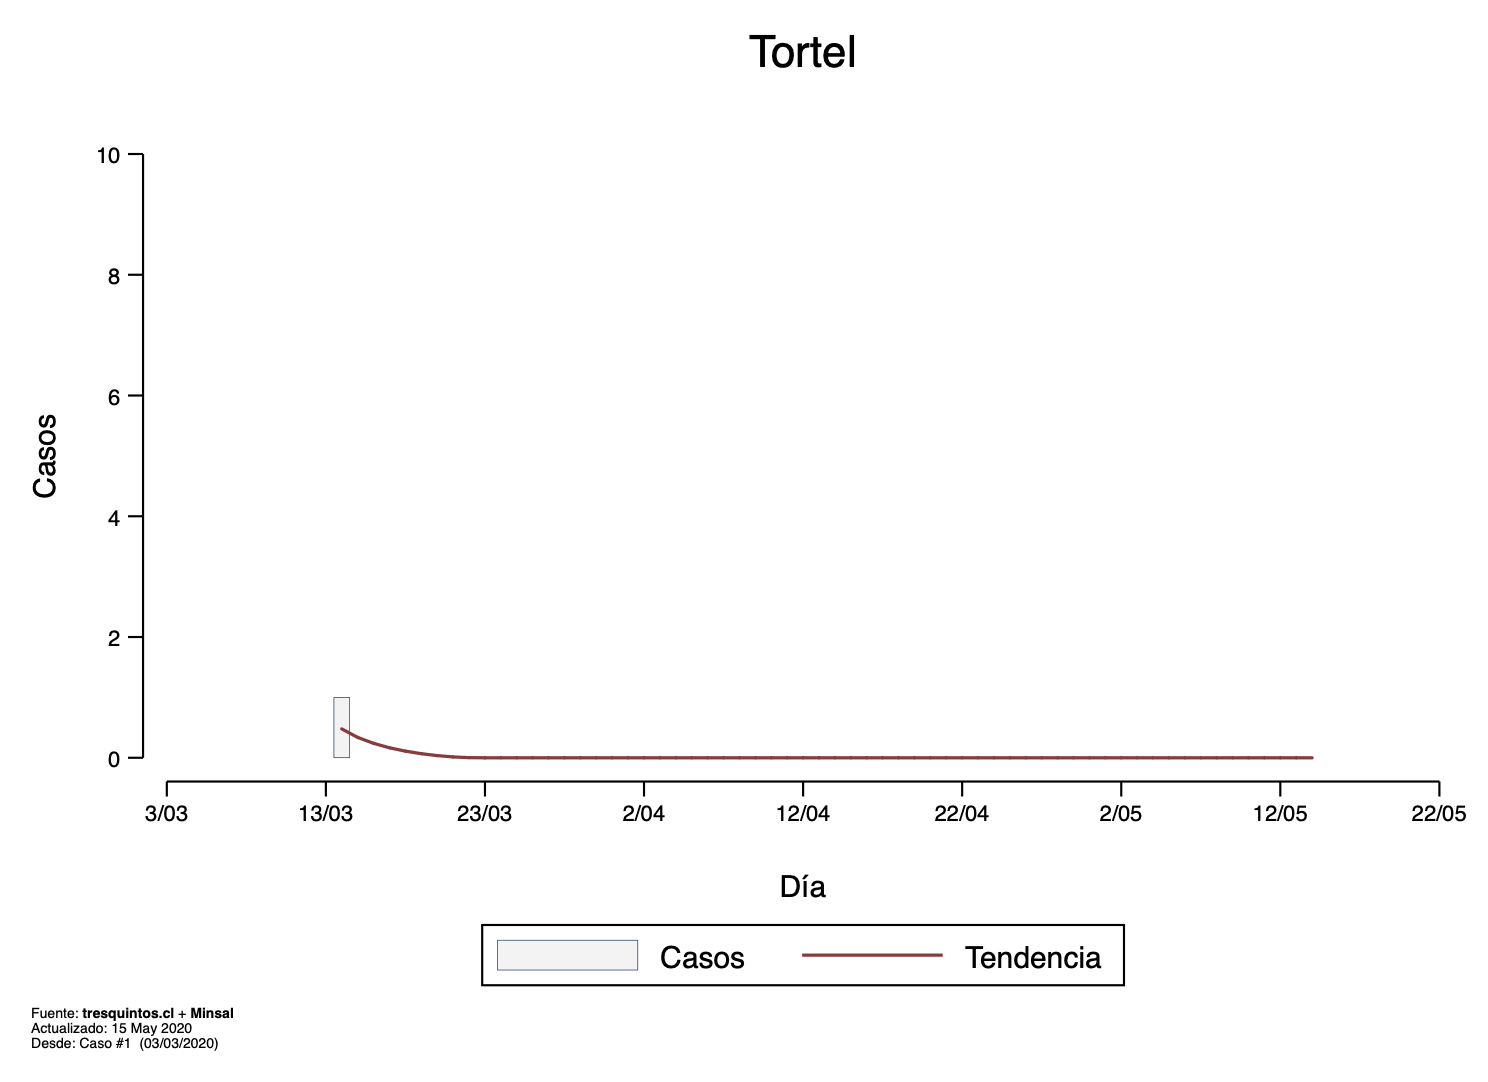 Tortel
10
8
6
4
2
0
Casos
3/03 13/03 23/03 2/04 12/04 22/04 2/05 12/05 22/05
Día
Casos Tendencia
Fuente: tresquintos.cl + Minsal
Actualizado: 15 May 2020
Desde: Caso #1 (03/03/2020)